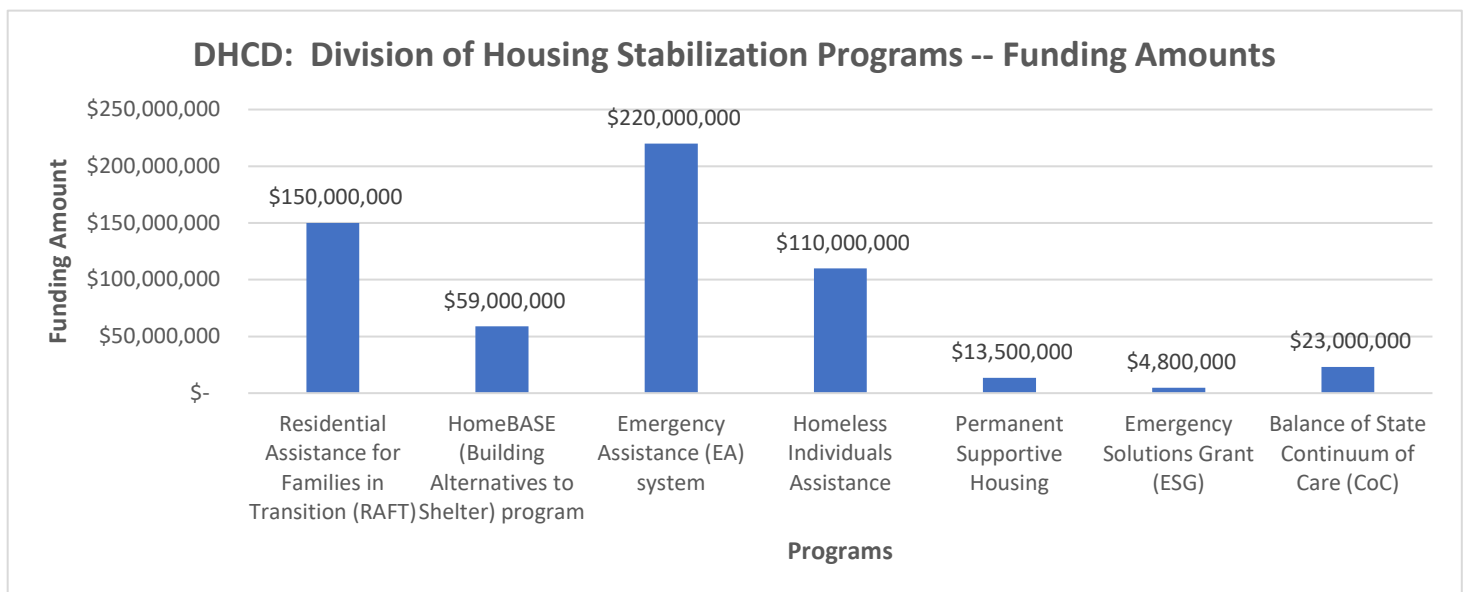 DHCD:  Division of Housing Stabilization Programs -- Funding Amounts
Funding Amount
$250,000,000
$200,000,000
$150,000,000
$100,000,000
$50,000,000
$-
$150,000,000
$59,000,000
$220,000,000
$110,000,000
$13,500,000
$4,800,000
$23,000,000
Residential
Assistance for
Families in
Transition (RAFT)
HomeBASE
(Building
Alternatives to
Shelter) program
Emergency
Assistance (EA)
system
Homeless
Individuals
Assistance
Permanent
Supportive
Housing
Emergency
Solutions Grant
(ESG)
Balance of State
Continuum of
Care (CoC)
Programs